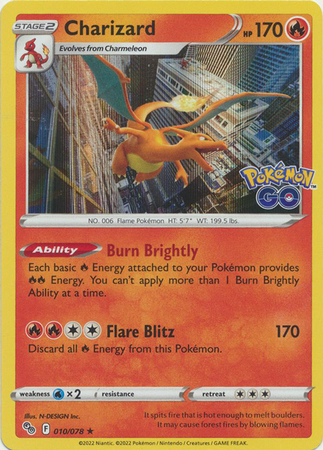 STAGE 2
Charizard
HP 170
Evolves from Charmeleon
Pokémon
GO
NO. 006 Flame Pokémon HT: 5'7" WT: 199.5 lbs.
Ability Burn Brightly
Each basic Energy attached to your Pokémon provides
Energy. You can't apply more than 1 Burn Brightly
Ability at a time.
Flare Blitz 170
Discard all Energy from this Pokémon.
weakness ×2 resistance retreat
Illus. N-DESIGN Inc.
F 010/078 ★
It spits fire that is hot enough to melt boulders.
It may cause forest fires by blowing flames.
©2022 Niantic. ©2022 Pokémon / Nintendo / Creatures / GAME FREAK.